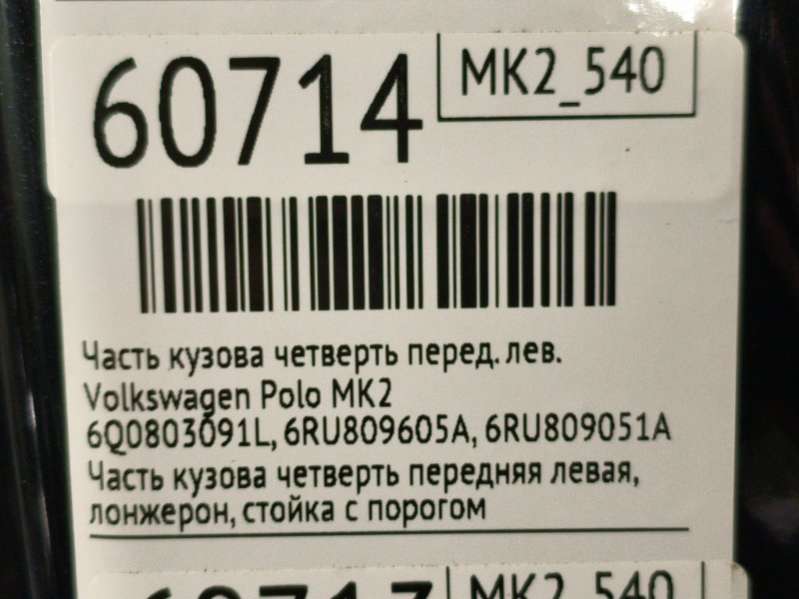 60714
MK2_540
Часть кузова четверть перед. лев.
Volkswagen Polo MK2
6Q0803091L, 6RU809605A, 6RU809051A
Часть кузова четверть передняя левая,
лонжерон, стойка с порогом
MK2_540